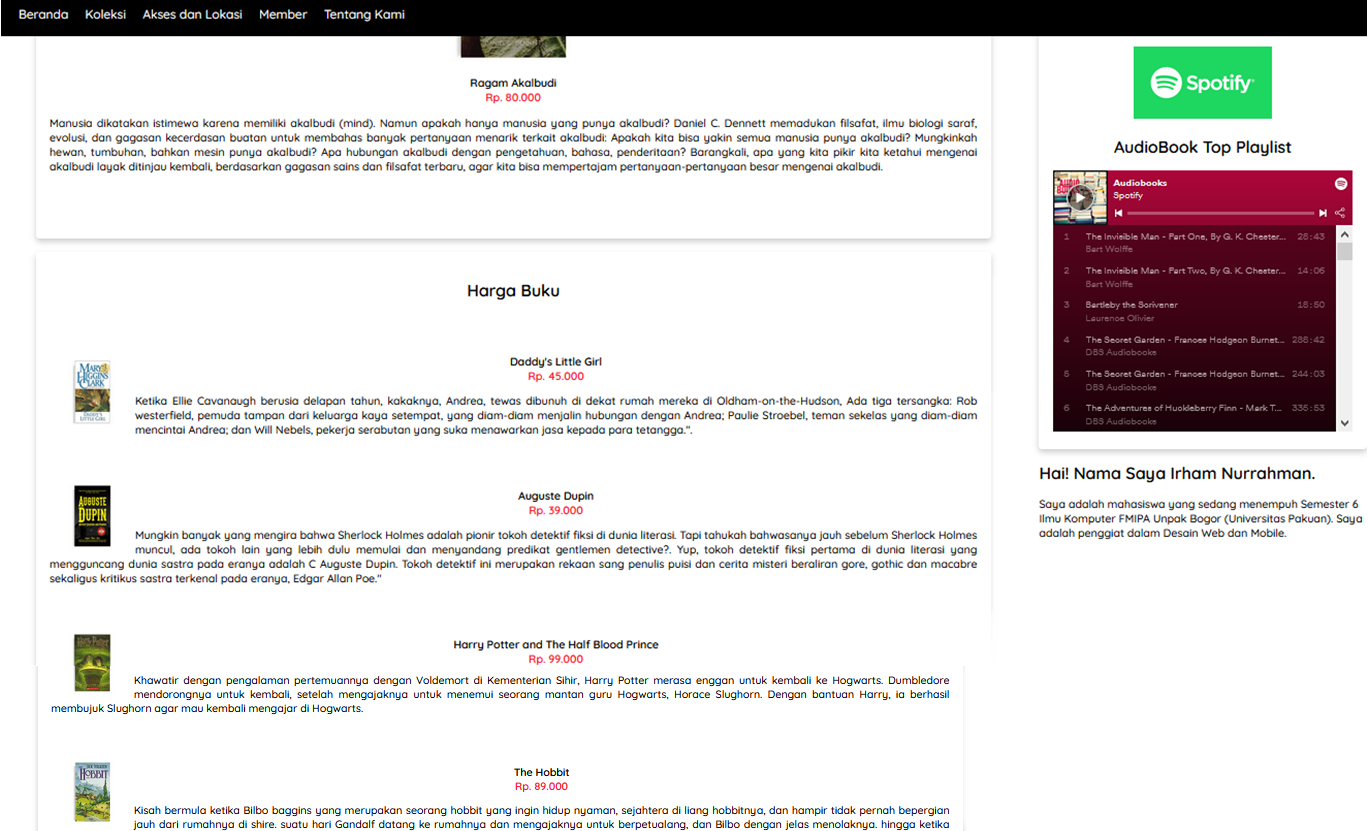 Beranda Koleksi Akses dan Lokasi Member Tentang Kami
Ragam Akalbudi
Rp. 80.000
Manusia dikatakan istimewa karena memiliki akalbudi (mind). Namun apakah hanya manusia yang punya akalbudi? Daniel C. Dennett memadukan filsafat, ilmu biologi saraf,
evolusi, dan gagasan kecerdasan buatan untuk membahas banyak pertanyaan menarik terkait akalbudi: Apakah kita bisa yakin semua manusia punya akalbudi? Mungkinkah
hewan, tumbuhan, bahkan mesin punya akalbudi? Apa hubungan akalbudi dengan pengetahuan, bahasa, penderitaan? Barangkali, apa yang kita pikir kita ketahui mengenai
akalbudi layak ditinjau kembali, berdasarkan gagasan sains dan filsafat terbaru, agar kita bisa mempertajam pertanyaan-pertanyaan besar mengenai akalbudi.
Harga Buku
MARY
HIGGINS
CLARK
DADDY'S
LITTLE GIRL
Daddy's Little Girl
Rp. 45.000
Ketika Ellie Cavanaugh berusia delapan tahun, kakaknya, Andrea, tewas dibunuh di dekat rumah mereka di Oldham-on-the-Hudson, Ada tiga tersangka: Rob
westerfield, pemuda tampan dari keluarga kaya setempat, yang diam-diam menjalin hubungan dengan Andrea; Paulie Stroebel, teman sekelas yang diam-diam
mencintai Andrea; dan Will Nebels, pekerja serabutan yang suka menawarkan jasa kepada para tetangga.".
AUGUSTE
DUPIN
Auguste Dupin
Rp. 39.000
Mungkin banyak yang mengira bahwa Sherlock Holmes adalah pionir tokoh detektif fiksi di dunia literasi. Tapi tahukah bahwasanya jauh sebelum Sherlock Holmes
muncul, ada tokoh lain yang lebih dulu memulai dan menyandang predikat gentlemen detective?. Yup, tokoh detektif fiksi pertama di dunia literasi yang
mengguncang dunia sastra pada eranya adalah C Auguste Dupin. Tokoh detektif ini merupakan rekaan sang penulis puisi dan cerita misteri beraliran gore, gothic dan macabre
sekaligus kritikus sastra terkenal pada eranya, Edgar Allan Poe."
Harry Potter and The Half Blood Prince
Rp. 99.000
Khawatir dengan pengalaman pertemuannya dengan Voldemort di Kementerian Sihir, Harry Potter merasa enggan untuk kembali ke Hogwarts. Dumbledore
mendorongnya untuk kembali, setelah mengajaknya untuk menemui seorang mantan guru Hogwarts, Horace Slughorn. Dengan bantuan Harry, ia berhasil
membujuk Slughorn agar mau kembali mengajar di Hogwarts.
HOBBIT
The Hobbit
Rp. 89.000
Kisah bermula ketika Bilbo baggins yang merupakan seorang hobbit yang ingin hidup nyaman, sejahtera di liang hobbitnya, dan hampir tidak pernah bepergian
jauh dari rumahnya di shire. suatu hari Gandalf datang ke rumahnya dan mengajaknya untuk berpetualang, dan Bilbo dengan jelas menolaknya. hingga ketika
Spotify
AudioBook Top Playlist
Audiobooks
Spotify
1 The Invisible Man - Part One, By G. K. Chester... 28:43
Bart Wolffe
2 The Invisible Man - Part Two, By G. K. Chester... 14:06
Bart Wolffe
3 Bartleby the Scrivener 18:50
Laurence Olivier
4 The Secret Garden - Frances Hodgson Burnet... 286:42
DBS Audiobooks
5 The Secret Garden - Frances Hodgson Burnet... 244:03
DBS Audiobooks
6 The Adventures of Huckleberry Finn - Mark T... 335:53
DBS Audiobooks
Hai! Nama Saya Irham Nurrahman.
Saya adalah mahasiswa yang sedang menempuh Semester 6
Ilmu Komputer FMIPA Unpak Bogor (Universitas Pakuan). Saya
adalah penggiat dalam Desain Web dan Mobile.